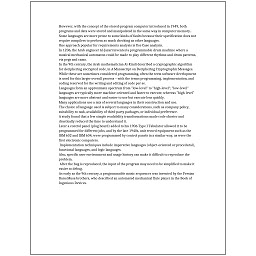 However, with the concept of the stored-program computer introduced in 1949, both
programs and data were stored and manipulated in the same way in computer memory.
Some languages are more prone to some kinds of faults because their specification does not
require compilers to perform as much checking as other languages.
One approach popular for requirements analysis is Use Case analysis.
In 1206, the Arab engineer Al-Jazari invented a programmable drum machine where a
musical mechanical automaton could be made to play different rhythms and drum patterns,
via pegs and cams.
In the 9th century, the Arab mathematician Al-Kindi described a cryptographic algorithm
for deciphering encrypted code, in A Manuscript on Deciphering Cryptographic Messages.
While these are sometimes considered programming, often the term software development
is used for this larger overall process – with the terms programming, implementation, and
coding reserved for the writing and editing of code per se.
Languages form an approximate spectrum from "low-level" to "high-level"; "low-level"
languages are typically more machine-oriented and faster to execute, whereas "high-level"
languages are more abstract and easier to use but execute less quickly.
Many applications use a mix of several languages in their construction and use.
The choice of language used is subject to many considerations, such as company policy,
suitability to task, availability of third-party packages, or individual preference.
A study found that a few simple readability transformations made code shorter and
drastically reduced the time to understand it.
Later a control panel (plug board) added to his 1906 Type I Tabulator allowed it to be
programmed for different jobs, and by the late 1940s, unit record equipment such as the
IBM 602 and IBM 604, were programmed by control panels in a similar way, as were the
first electronic computers.
Implementation techniques include imperative languages (object-oriented or procedural),
functional languages, and logic languages.
Also, specific user environment and usage history can make it difficult to reproduce the
problem.
After the bug is reproduced, the input of the program may need to be simplified to make it
easier to debug.
As early as the 9th century, a programmable music sequencer was invented by the Persian
Banu Musa brothers, who described an automated mechanical flute player in the Book of
Ingenious Devices.